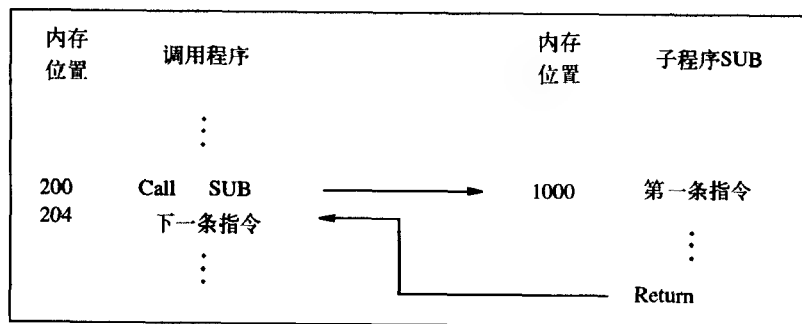 内存 内存
位置 调用程序 位置 子程序SUB
200 Call SUB 1000 第一条指令
204 下一条指令
Return